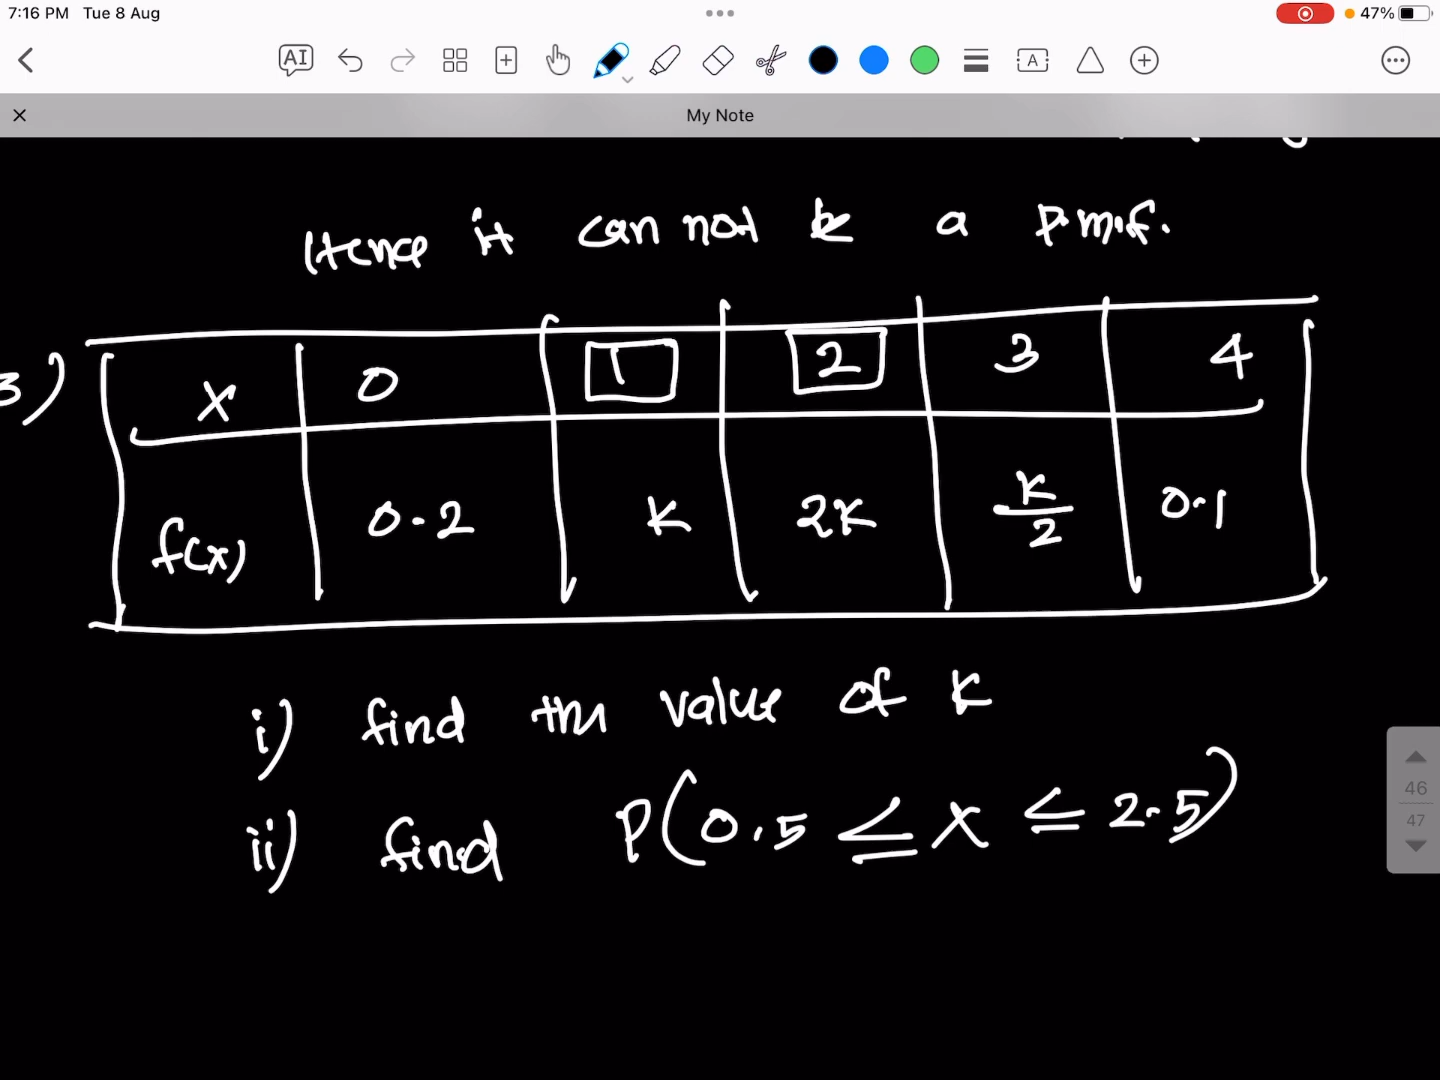 7:16 PM Tue 8 Aug
47%
AI
A
My Note
Hence it can not be a p.m.f.
3)
X 0 1 2 3 4
f(x) 0.2 K 2K K/2 0.1
i) find the value of K
ii) find P(0.5 ≤ X ≤ 2.5)
46
47